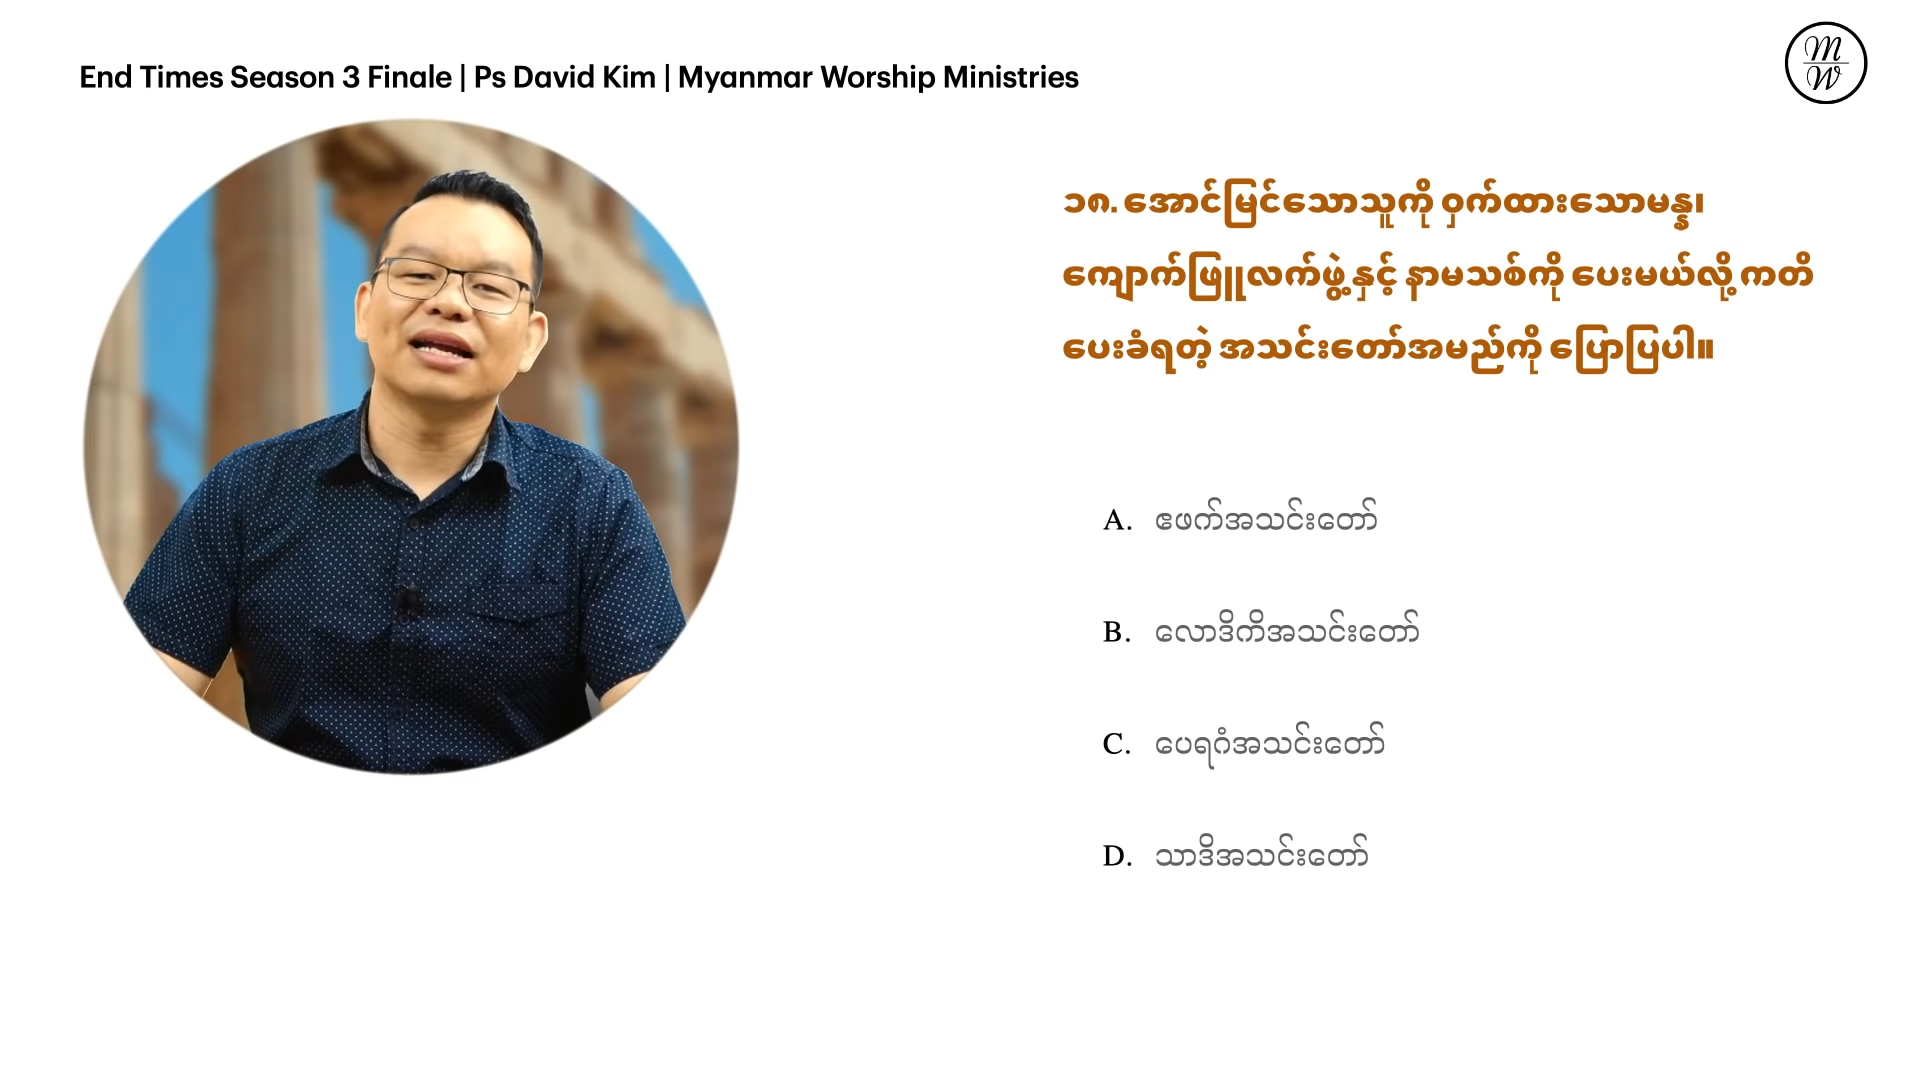 End Times Season 3 Finale | Ps David Kim | Myanmar Worship Ministries
M
W
၁၈. အောင်မြင်သောသူကို ဝှက်ထားသောမန္န၊
ကျောက်ဖြူလက်ဖွဲ့နှင့် နာမသစ်ကို ပေးမယ်လို့ ကတိ
ပေးခံရတဲ့ အသင်းတော်အမည်ကို ပြောပြပါ။
A. ဧဖက်အသင်းတော်
B. လောဒိကိအသင်းတော်
C. ပေရဂံအသင်းတော်
D. သာဒိအသင်းတော်